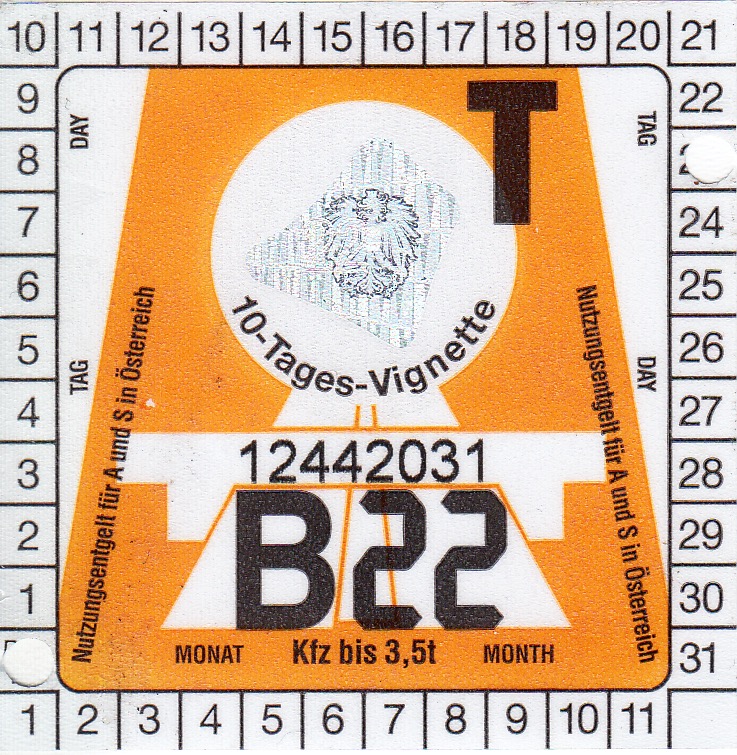 10 11 12 13 14 15 16 17 18 19 20 21
9 22
8
7 24
6 25
5 26
4 27
3 28
2 29
1 30
31
1 2 3 4 5 6 7 8 9 10 11
T
DAY
TAG
TAG
DAY
10-Tages-Vignette
Nutzungsentgelt für A und S in Österreich
Nutzungsentgelt für A und S in Österreich
12442031
B22
MONAT Kfz bis 3,5t MONTH